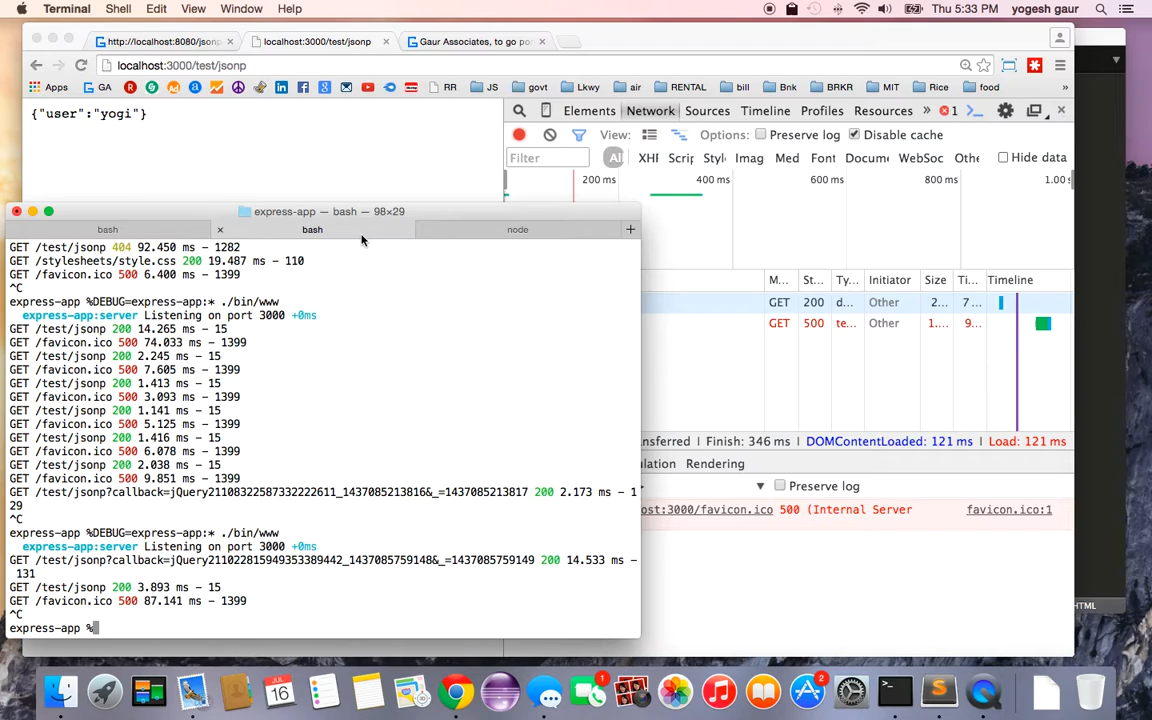 Terminal Shell Edit View Window Help Thu 5:33 PM yogesh gaur
http://localhost:8080/jsonp localhost:3000/test/jsonp Gaur Associates, to go po
localhost:3000/test/jsonp
Apps GA RR JS govt Lkwy air RENTAL bill Bnk BRKR MIT Rice food »
{"user":"yogi"}
Elements Network Sources Timeline Profiles Resources » 1
View: Options: Preserve log Disable cache
Filter All XHR Scrip Style Imag Med Font Docum WebSoc Othe Hide data
200 ms 400 ms 600 ms 800 ms 1.00 s
M... St... Ty... Initiator Size Ti... Timeline
GET 200 d... Other 2... 7...
GET 500 te... Other 1.... 9...
nsferred | Finish: 346 ms | DOMContentLoaded: 121 ms | Load: 121 ms
ulation Rendering
Preserve log
ost:3000/favicon.ico 500 (Internal Server favicon.ico:1
HTML
express-app — bash — 98×29
bash bash node +
GET /test/jsonp 404 92.450 ms - 1282
GET /stylesheets/style.css 200 19.487 ms - 110
GET /favicon.ico 500 6.400 ms - 1399
^C
express-app %DEBUG=express-app:* ./bin/www
express-app:server Listening on port 3000 +0ms
GET /test/jsonp 200 14.265 ms - 15
GET /favicon.ico 500 74.033 ms - 1399
GET /test/jsonp 200 2.245 ms - 15
GET /favicon.ico 500 7.605 ms - 1399
GET /test/jsonp 200 1.413 ms - 15
GET /favicon.ico 500 3.093 ms - 1399
GET /test/jsonp 200 1.141 ms - 15
GET /favicon.ico 500 5.125 ms - 1399
GET /test/jsonp 200 1.416 ms - 15
GET /favicon.ico 500 6.078 ms - 1399
GET /test/jsonp 200 2.038 ms - 15
GET /favicon.ico 500 9.851 ms - 1399
GET /test/jsonp?callback=jQuery21108322587332222611_1437085213816&_=1437085213817 200 2.173 ms - 1
29
^C
express-app %DEBUG=express-app:* ./bin/www
express-app:server Listening on port 3000 +0ms
GET /test/jsonp?callback=jQuery211022815949353389442_1437085759148&_=1437085759149 200 14.533 ms -
131
GET /test/jsonp 200 3.893 ms - 15
GET /favicon.ico 500 87.141 ms - 1399
^C
express-app %
JUL
16
1
2